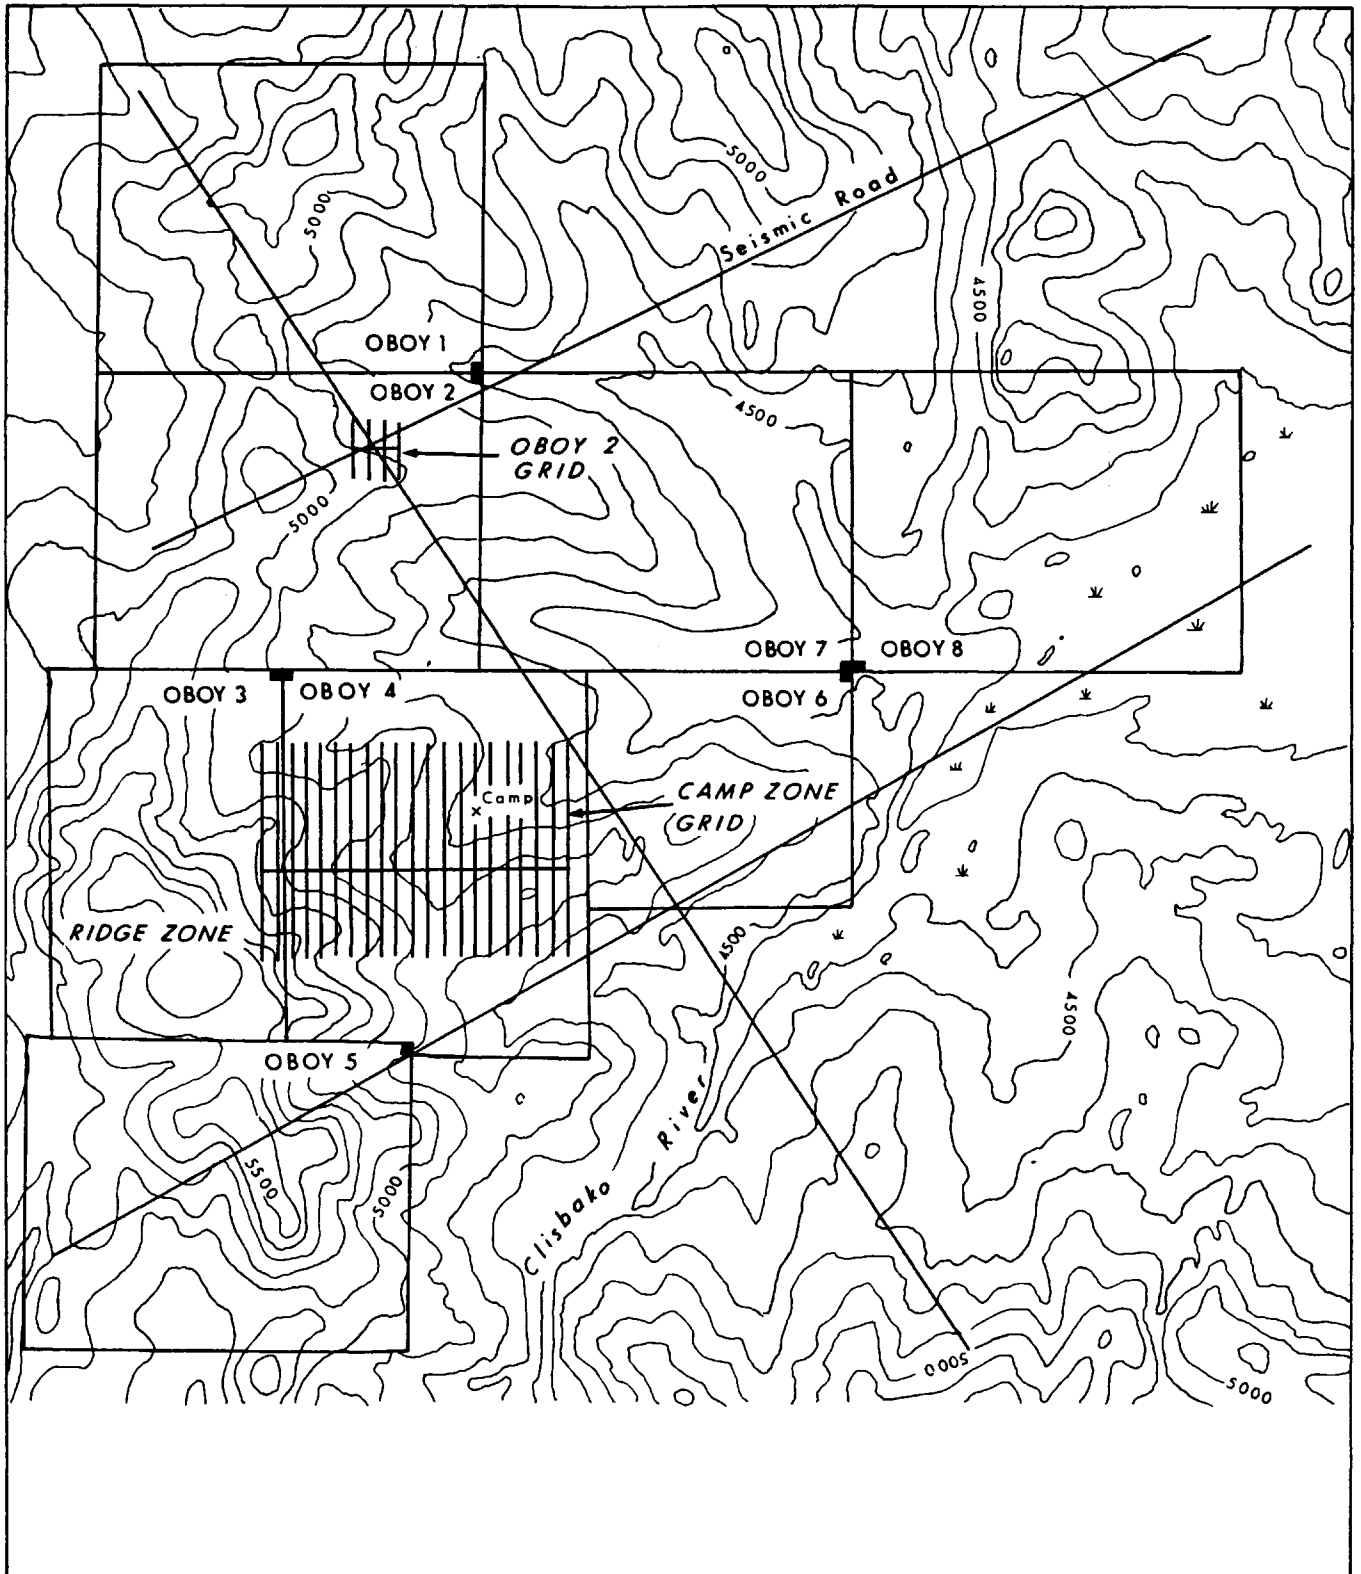 5000
5000
Seismic Road
4500
OBOY 1
OBOY 2
4500
OBOY 2
GRID
5000
OBOY 7
OBOY 8
OBOY 3
OBOY 4
OBOY 6
Camp
x
CAMP ZONE
GRID
RIDGE ZONE
4500
4500
OBOY 5
5500
5000
Clisbako River
5000
5000